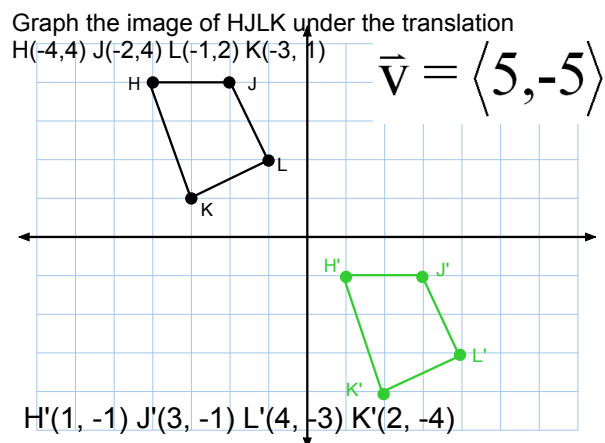 Graph the image of HJLK under the translation
H(-4,4) J(-2,4) L(-1,2) K(-3, 1)
v⃗ = ⟨5,-5⟩
H
J
L
K
H'
J'
L'
K'
H'(1, -1) J'(3, -1) L'(4, -3) K'(2, -4)